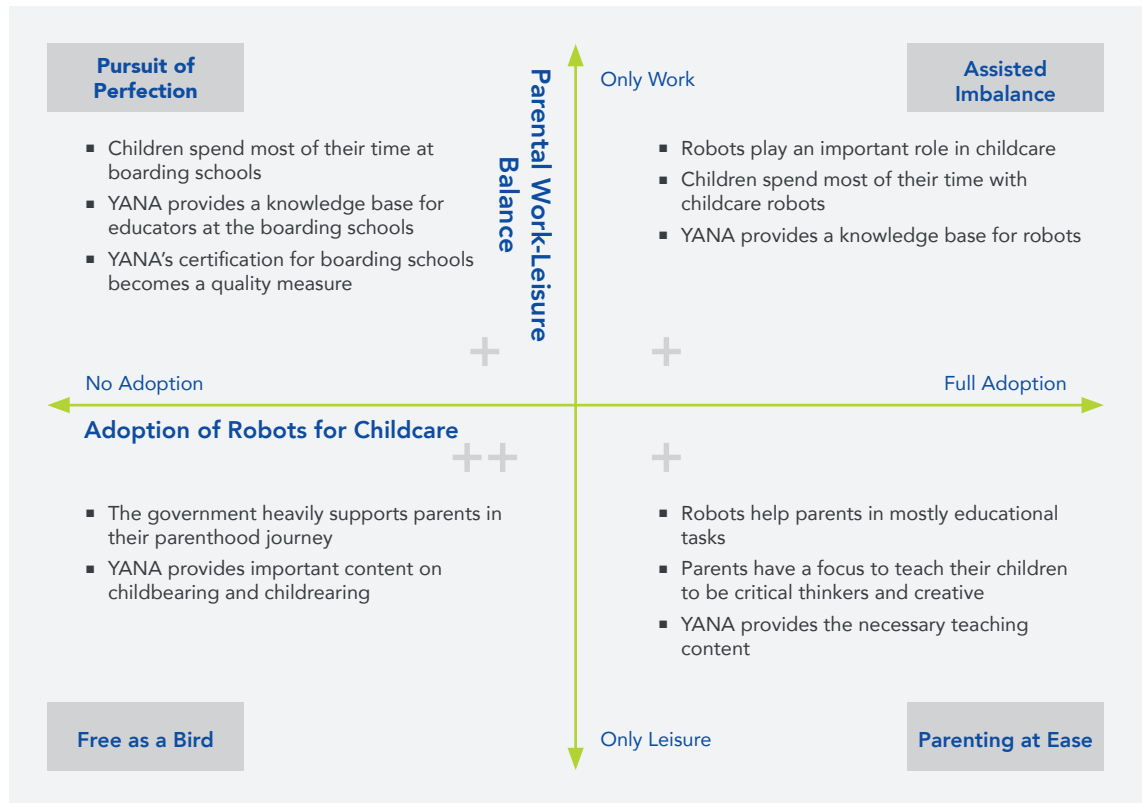 Pursuit of
Perfection
■ Children spend most of their time at
boarding schools
■ YANA provides a knowledge base for
educators at the boarding schools
■ YANA's certification for boarding schools
becomes a quality measure
Parental Work-Leisure
Balance
Only Work
Assisted
Imbalance
■ Robots play an important role in childcare
■ Children spend most of their time with
childcare robots
■ YANA provides a knowledge base for robots
+
+
No Adoption
Full Adoption
Adoption of Robots for Childcare
++
+
■ The government heavily supports parents in
their parenthood journey
■ YANA provides important content on
childbearing and childrearing
■ Robots help parents in mostly educational
tasks
■ Parents have a focus to teach their children
to be critical thinkers and creative
■ YANA provides the necessary teaching
content
Free as a Bird
Only Leisure
Parenting at Ease